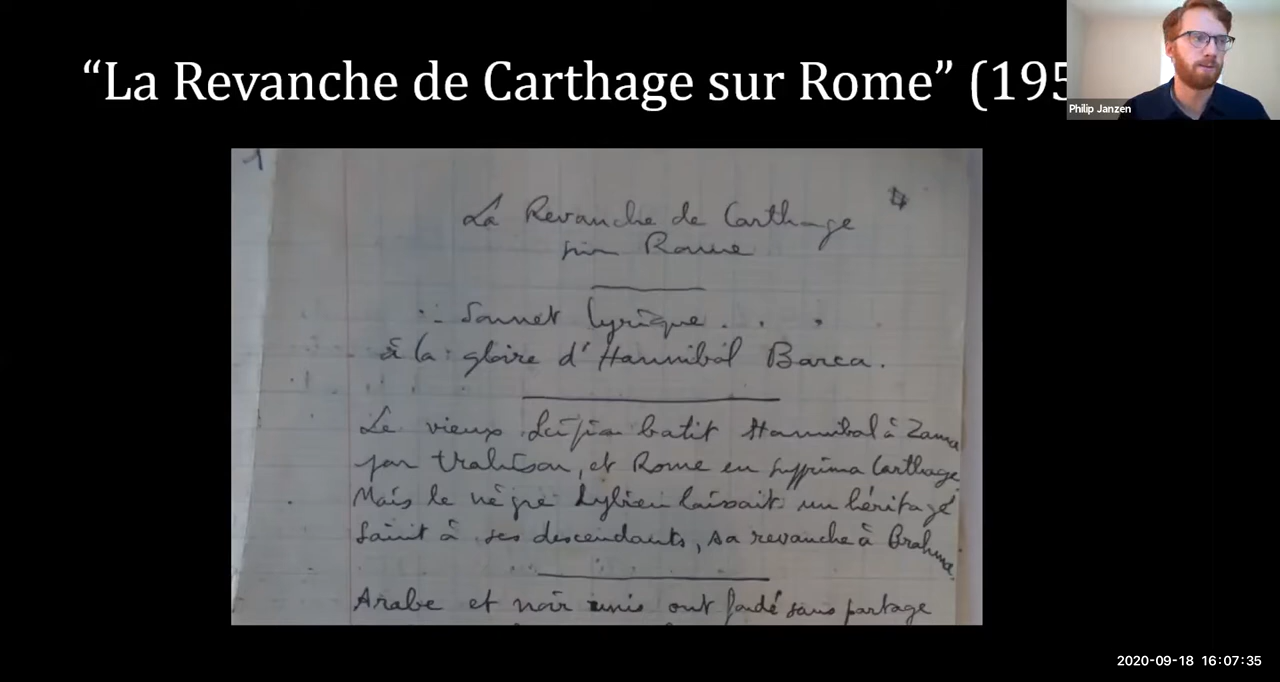 “La Revanche de Carthage sur Rome” (195
Philip Janzen
1
4
La Revanche de Carthage
sur Rome
Sonnet lyrique . . .
à la gloire d'Hannibal Barca.
Le vieux Scipion batit Hannibal à Zama
par trahison, et Rome en supprima Carthage
Mais le nègre Lybien laissait un héritage
Saint à ses descendants, sa revanche à Brahma
Arabe et noir unis ont fondé sans partage
2020-09-18 16:07:35